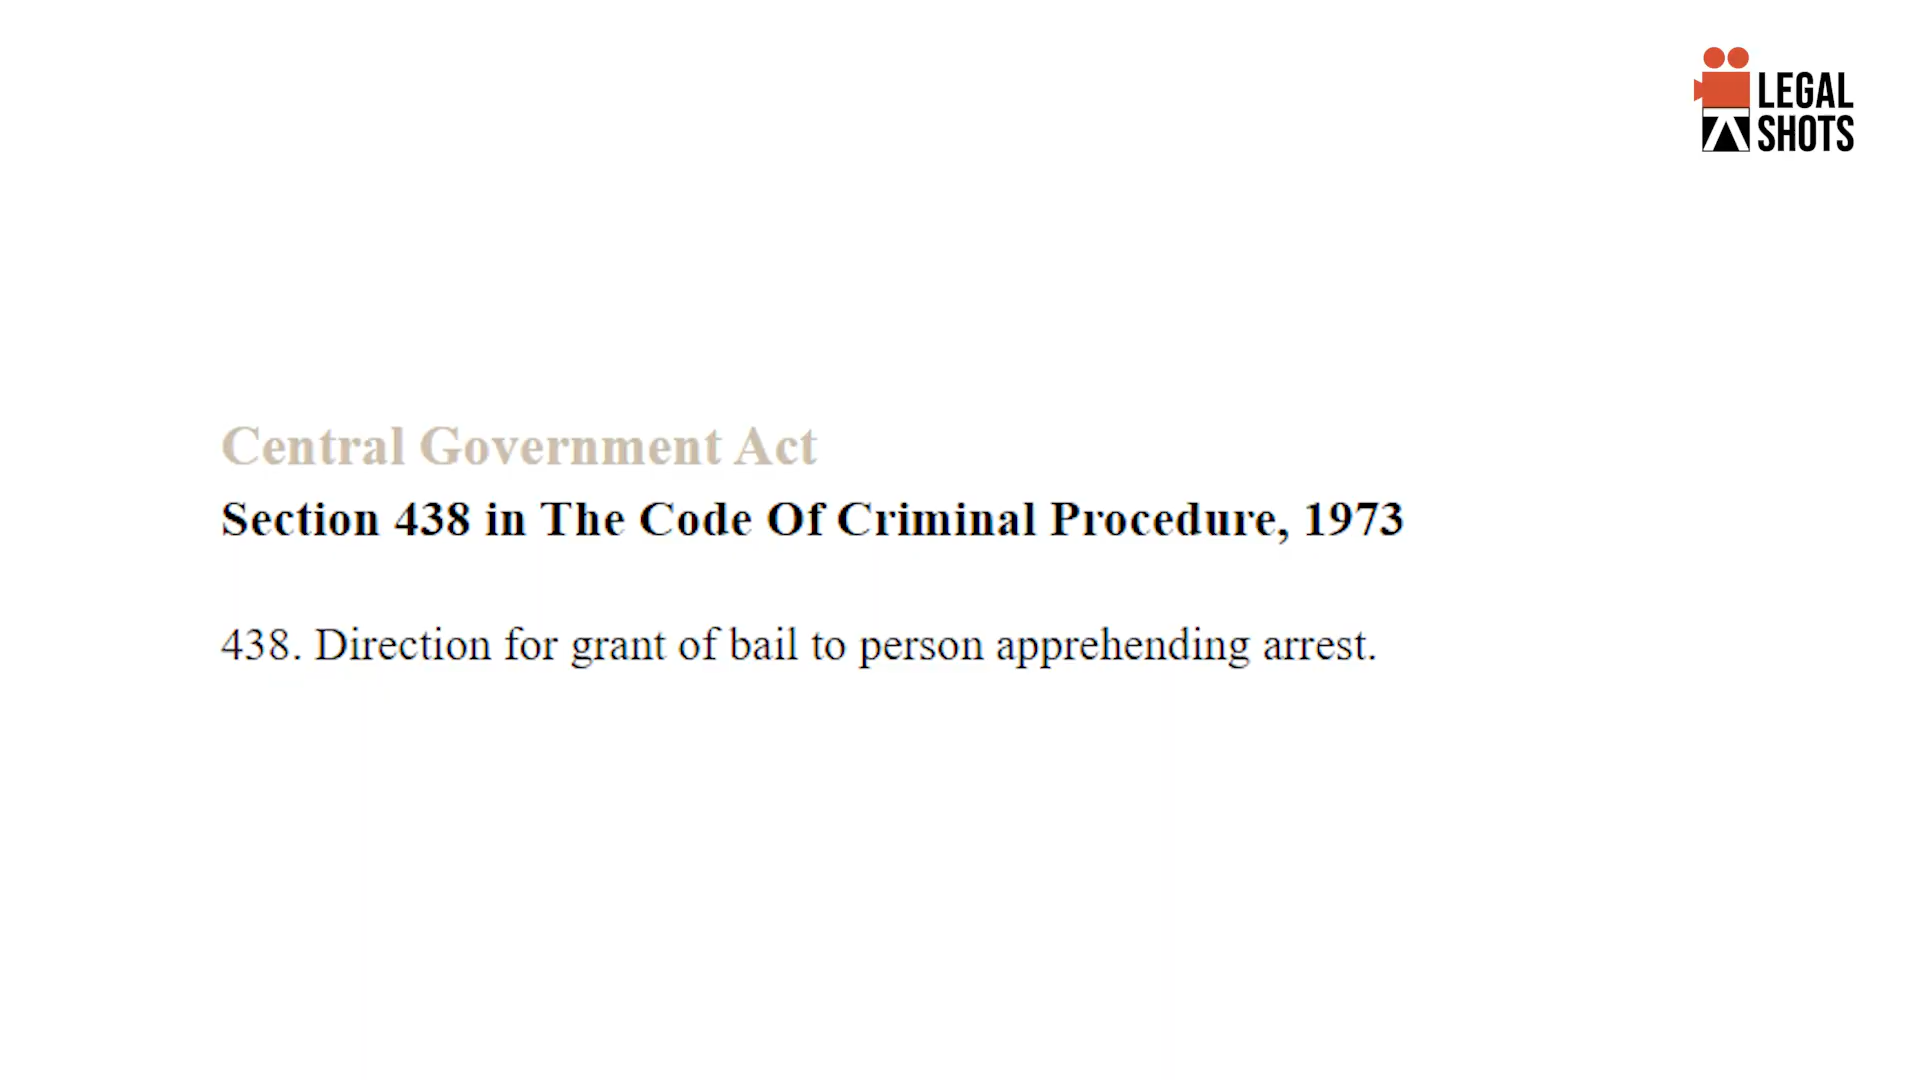 LEGAL
SHOTS
Central Government Act
Section 438 in The Code Of Criminal Procedure, 1973
438. Direction for grant of bail to person apprehending arrest.